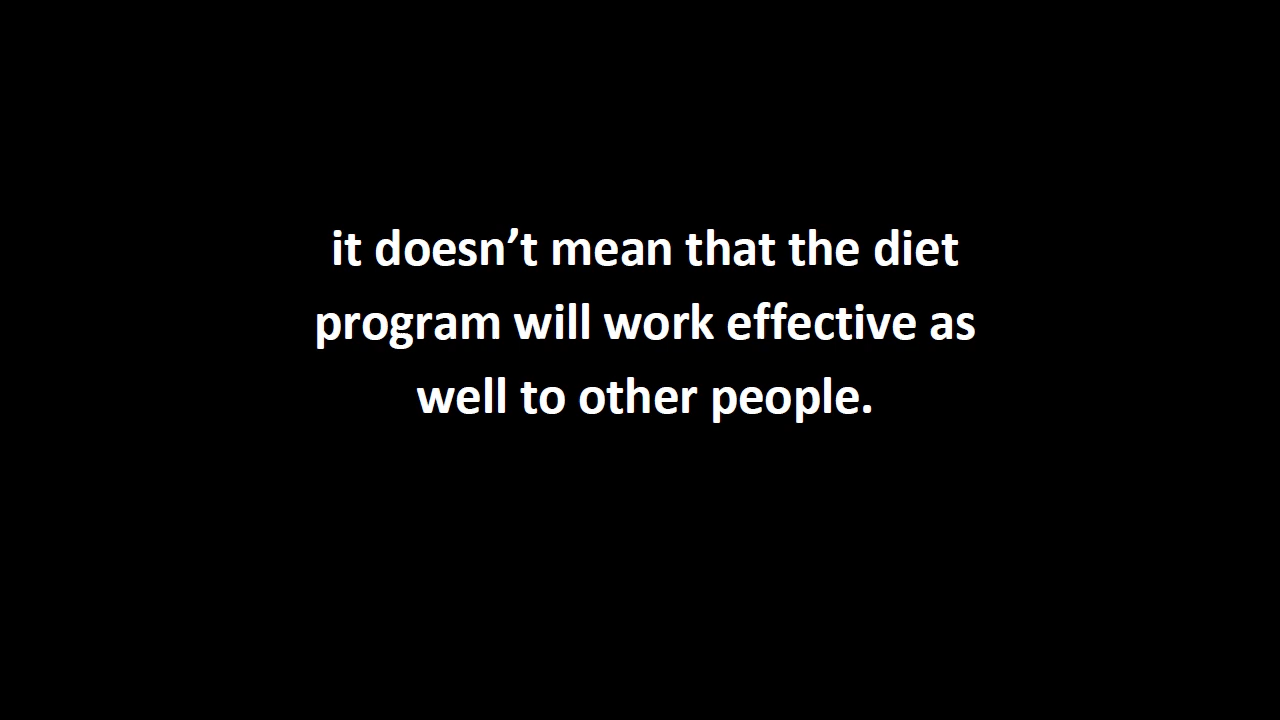 it doesn’t mean that the diet
program will work effective as
well to other people.